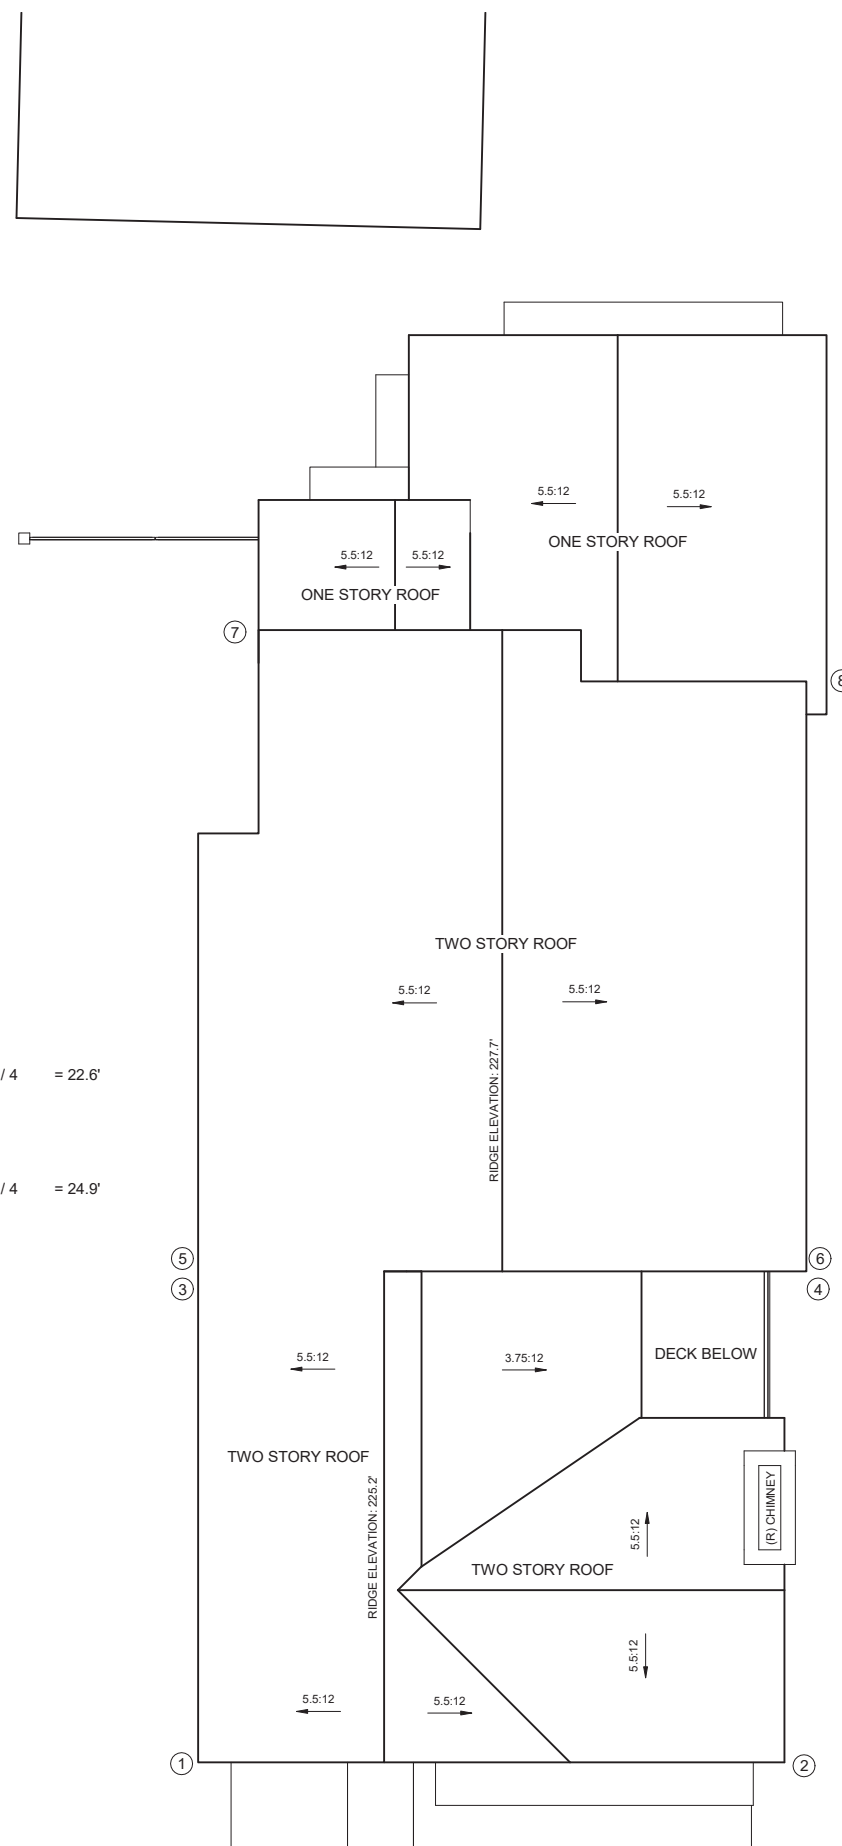 5.5:12
5.5:12
ONE STORY ROOF
5.5:12
5.5:12
ONE STORY ROOF
7
8
TWO STORY ROOF
5.5:12
5.5:12
RIDGE ELEVATION: 227.7'
/ 4 = 22.6'
/ 4 = 24.9'
5
6
3
4
5.5:12
3.75:12
DECK BELOW
TWO STORY ROOF
RIDGE ELEVATION: 225.2'
(R) CHIMNEY
5.5:12
TWO STORY ROOF
5.5:12
5.5:12
5.5:12
1
2